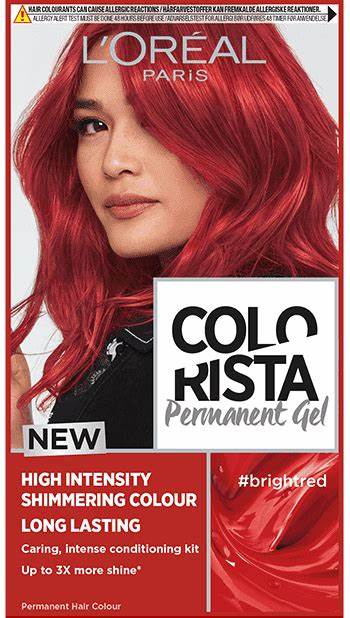 HAIR COLOURANTS CAN CAUSE ALLERGIC REACTIONS / HÅRFARVESTOFFER KAN FREMKALDE ALLERGISKE REAKTIONER.
ALLERGY ALERT TEST MUST BE DONE 48 HOURS BEFORE USE / ADVARSELSTEST FOR ALLERGI BØR UDFØRES 48 TIMER FØR ANVENDELSE
L'ORÉAL
PARIS
COLO
RISTA
Permanent Gel
NEW
HIGH INTENSITY
SHIMMERING COLOUR
LONG LASTING
#brightred
Caring, intense conditioning kit
Up to 3X more shine*
Permanent Hair Colour